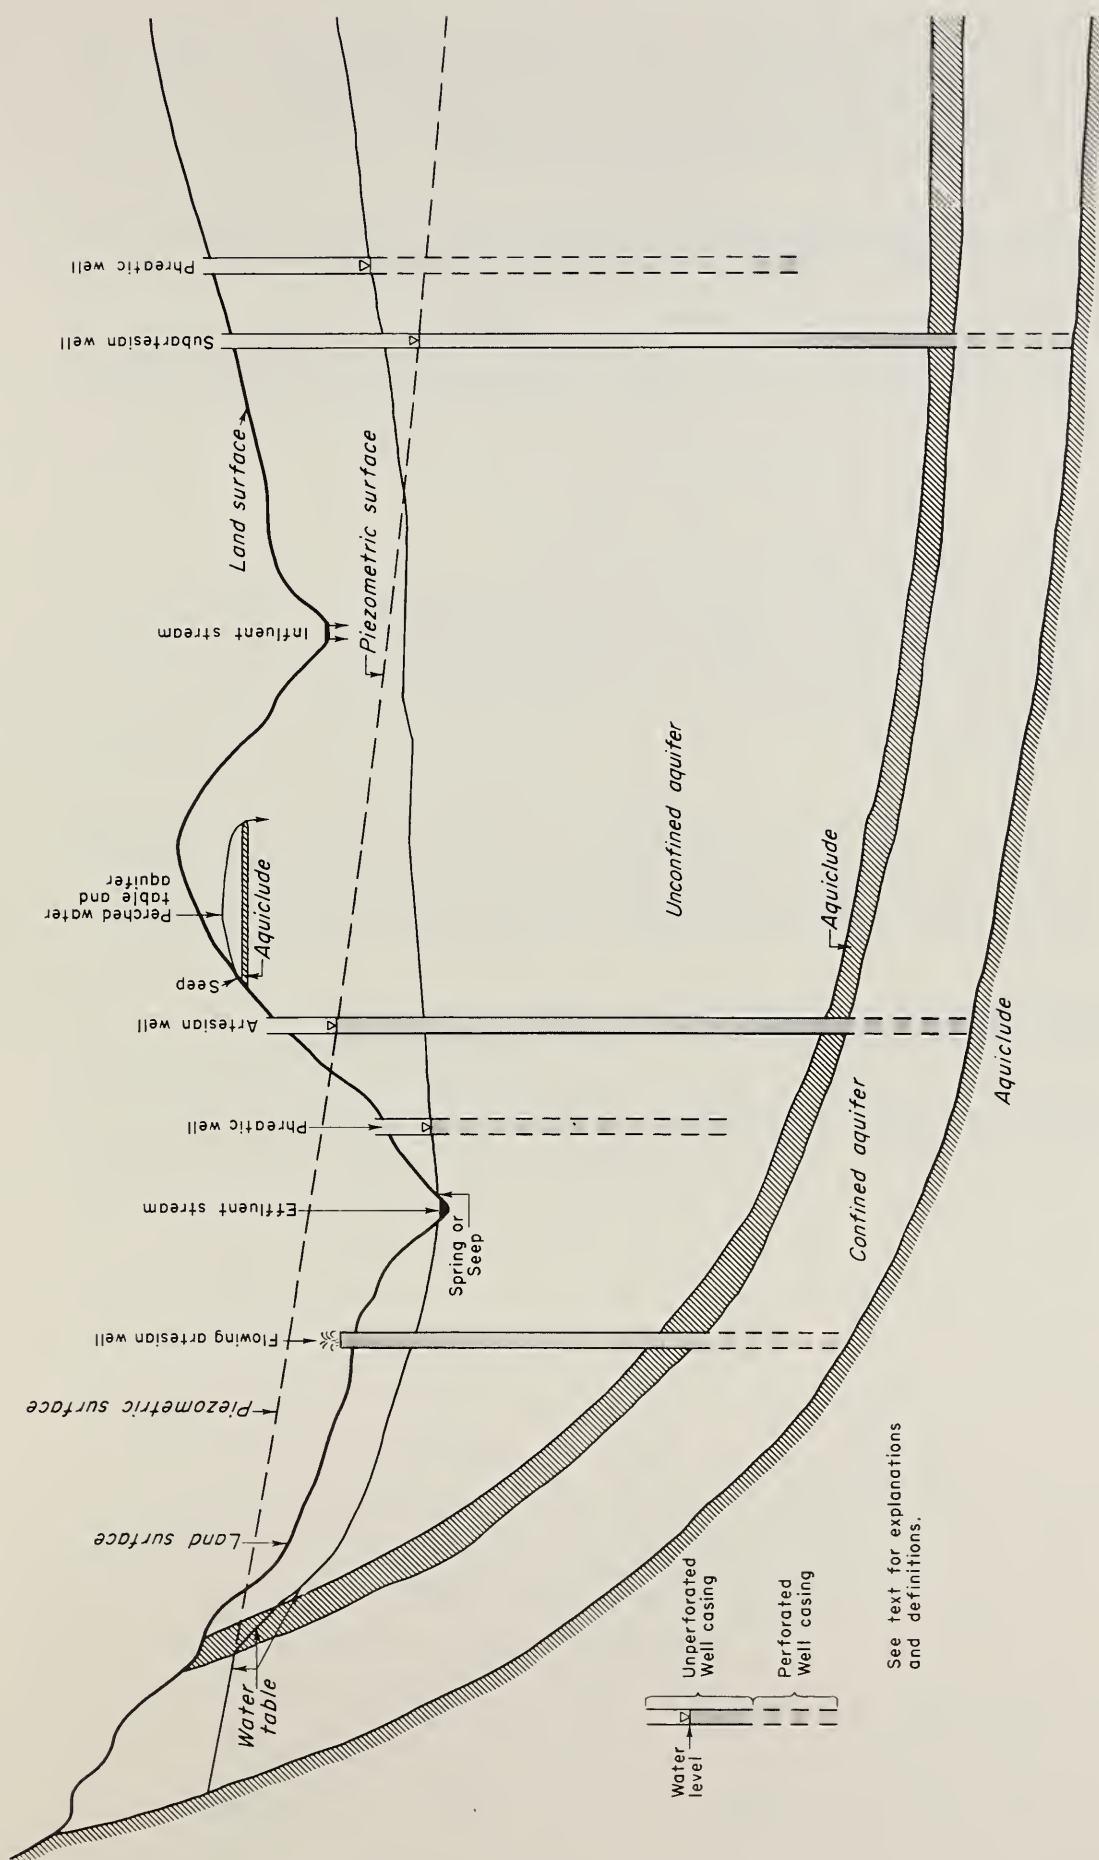 Phreatic well
Subartesian well
Land surface
Piezometric surface
Influent stream
Perched water
table and
aquifer
Aquiclude
Seep
Artesian well
Unconfined aquifer
Aquiclude
Phreatic well
Effluent stream
Spring or
Seep
Confined aquifer
Aquiclude
Flowing artesian well
Piezometric surface
Land surface
Water
table
Unperforated
Well casing
Perforated
Well casing
Water
level
See text for explanations
and definitions.